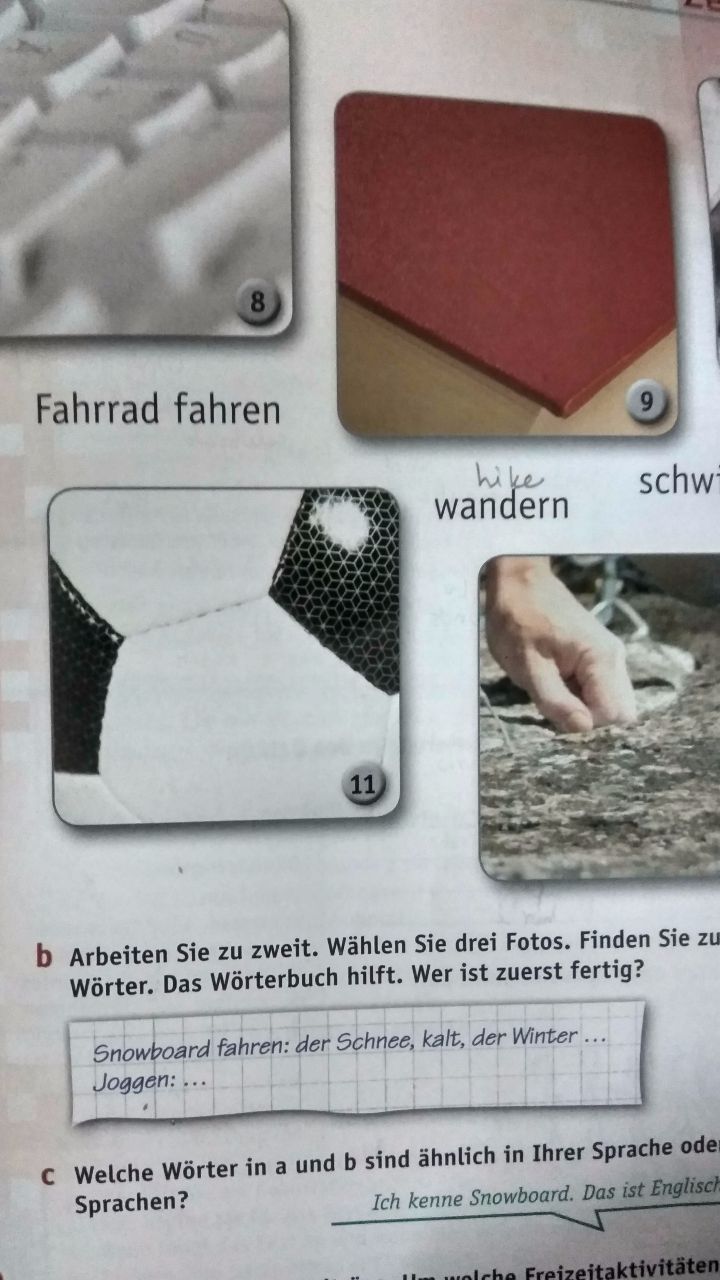 8
9
Fahrrad fahren
hike
wandern
schwi
11
b Arbeiten Sie zu zweit. Wählen Sie drei Fotos. Finden Sie zu
Wörter. Das Wörterbuch hilft. Wer ist zuerst fertig?
Snowboard fahren: der Schnee, kalt, der Winter ...
Joggen: ...
c Welche Wörter in a und b sind ähnlich in Ihrer Sprache oder
Sprachen?
Ich kenne Snowboard. Das ist Englisch
welche Freizeitaktivitäten